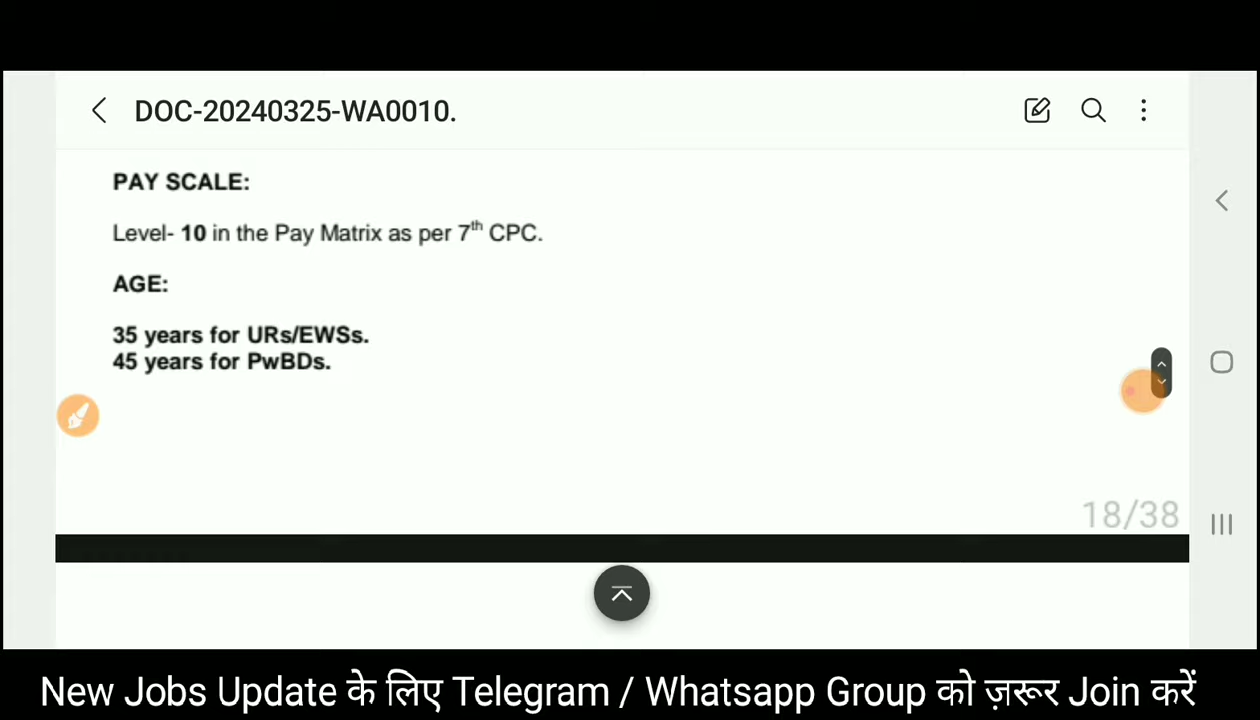 DOC-20240325-WA0010.
PAY SCALE:
Level- 10 in the Pay Matrix as per 7th CPC.
AGE:
35 years for URs/EWSs.
45 years for PwBDs.
18/38
New Jobs Update के लिए Telegram / Whatsapp Group को ज़रूर Join करें